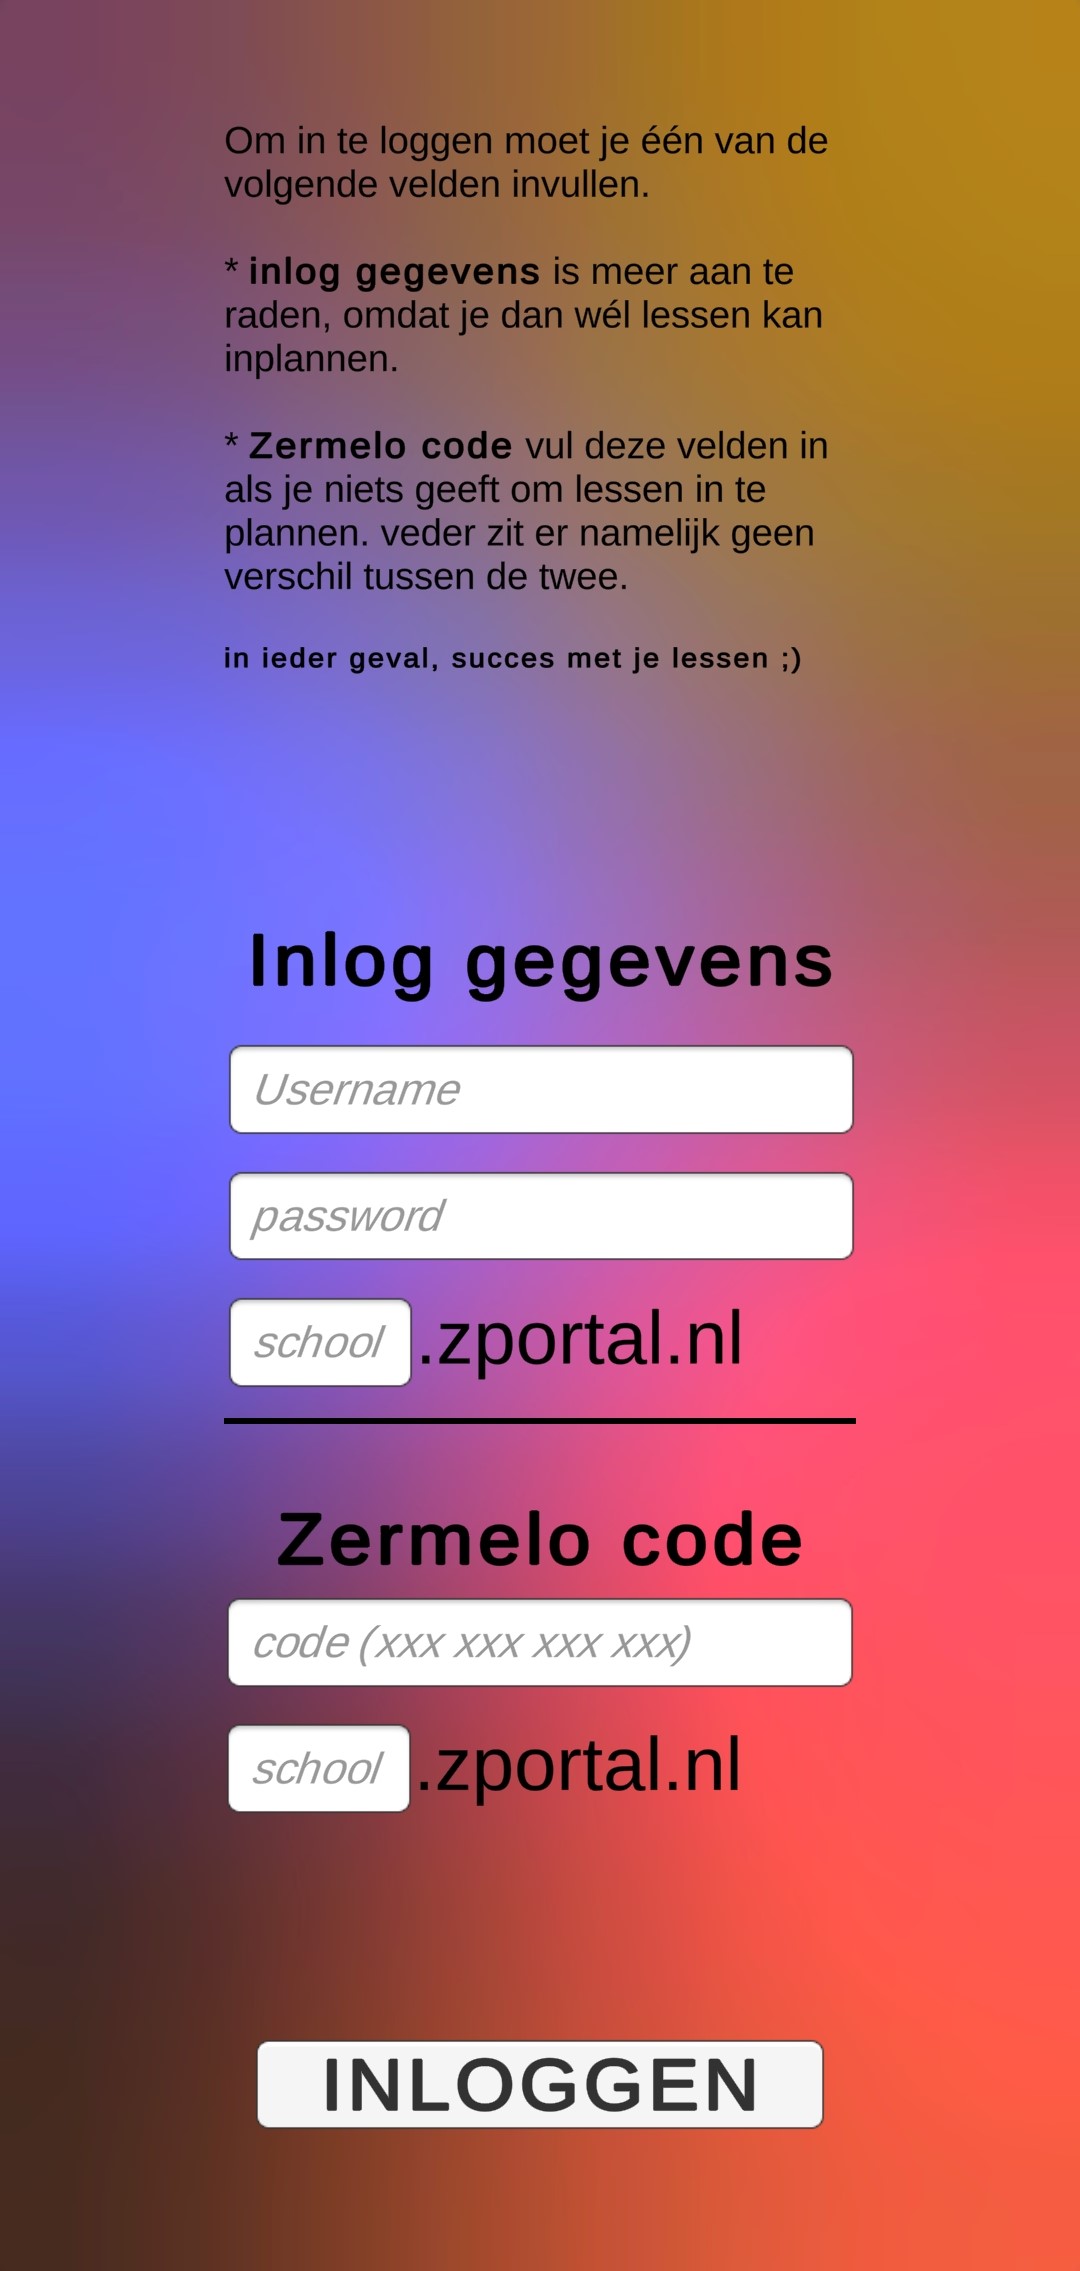 Om in te loggen moet je één van de
volgende velden invullen.
* inlog gegevens is meer aan te
raden, omdat je dan wél lessen kan
inplannen.
* Zermelo code vul deze velden in
als je niets geeft om lessen in te
plannen. veder zit er namelijk geen
verschil tussen de twee.
in ieder geval, succes met je lessen ;)
Inlog gegevens
Username
password
school .zportal.nl
Zermelo code
code (xxx xxx xxx xxx)
school .zportal.nl
INLOGGEN